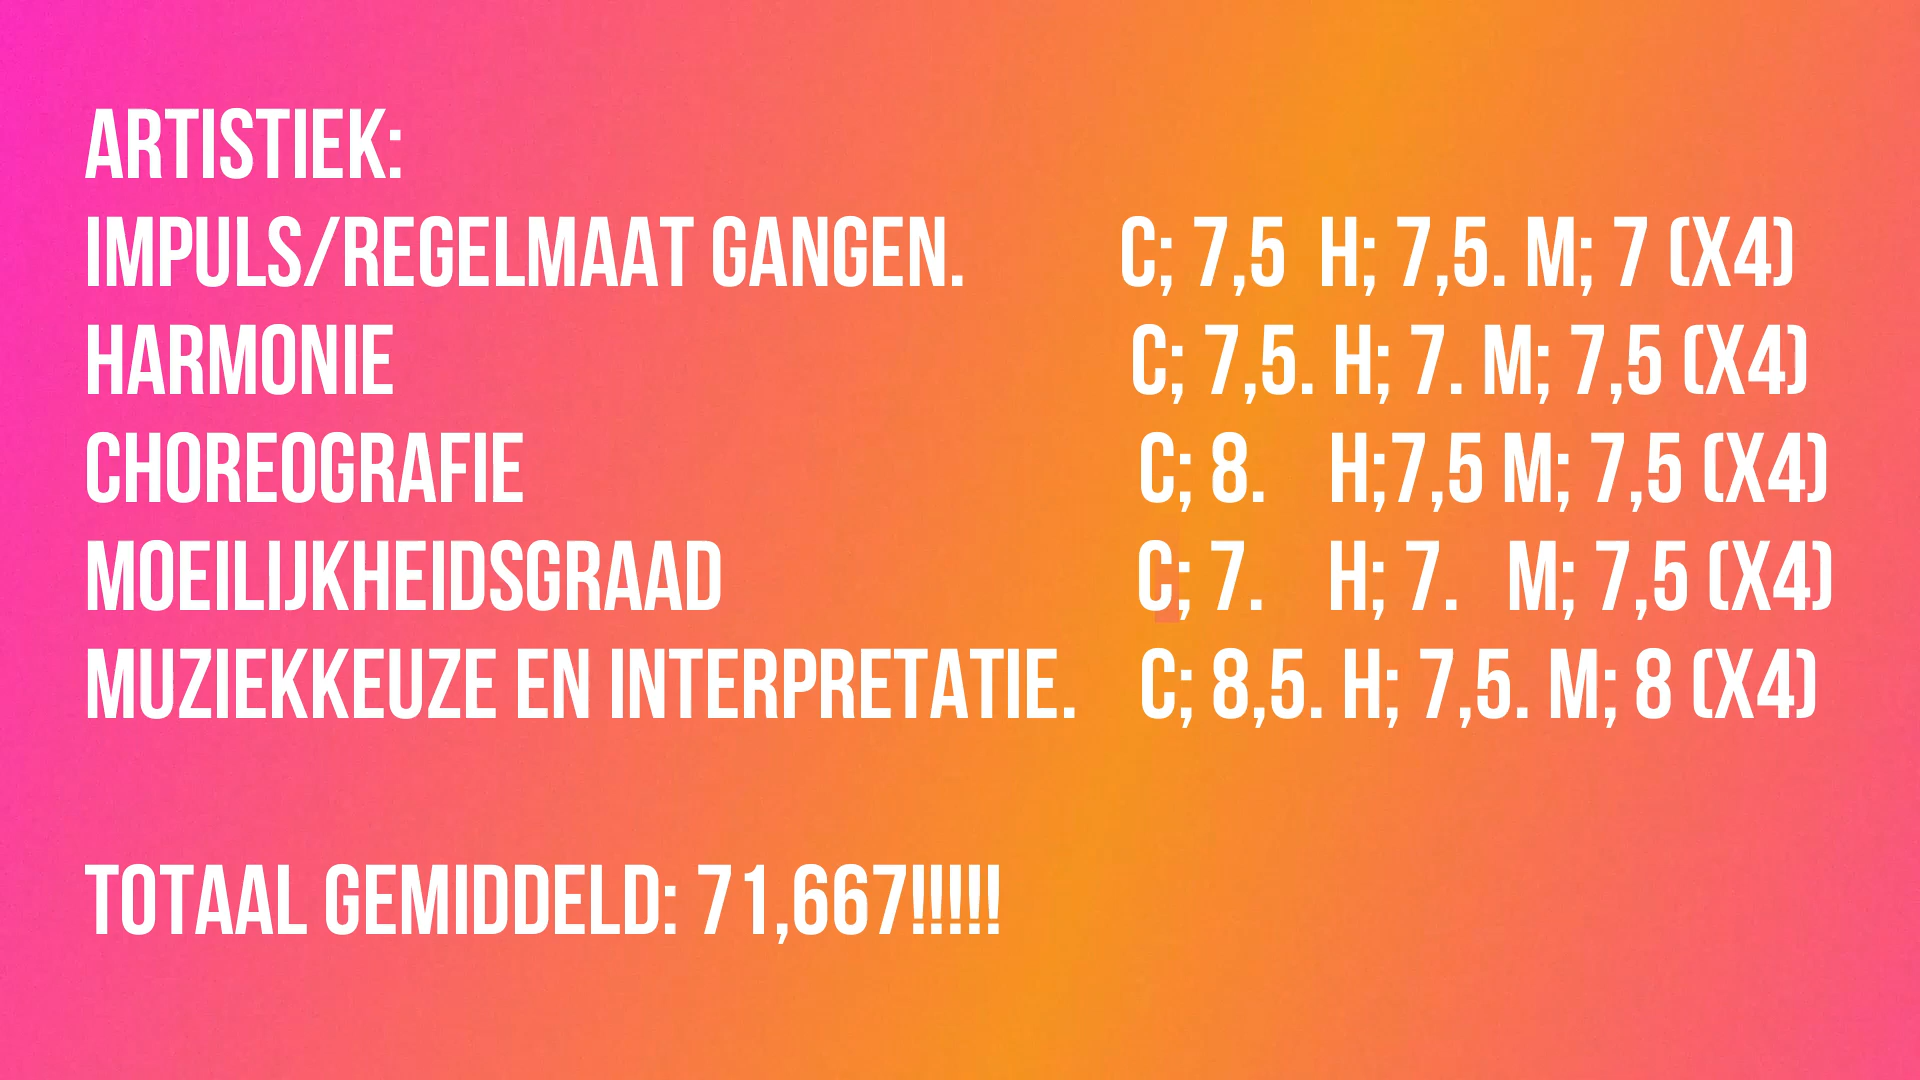 ARTISTIEK:
IMPULS/REGELMAAT GANGEN. C; 7,5 H; 7,5. M; 7 (X4)
HARMONIE C; 7,5. H; 7. M; 7,5 (X4)
CHOREOGRAFIE C; 8. H;7,5 M; 7,5 (X4)
MOEILIJKHEIDSGRAAD C; 7. H; 7. M; 7,5 (X4)
MUZIEKKEUZE EN INTERPRETATIE. C; 8,5. H; 7,5. M; 8 (X4)
TOTAAL GEMIDDELD: 71,667!!!!!